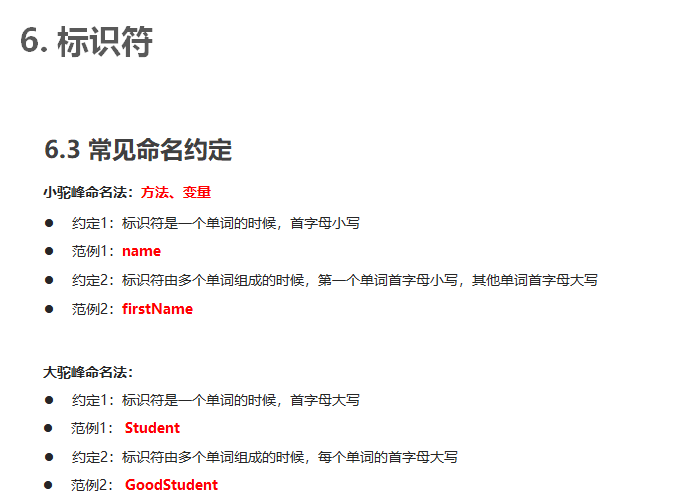 6. 标识符
6.3 常见命名约定
小驼峰命名法：方法、变量
● 约定1：标识符是一个单词的时候，首字母小写
● 范例1：name
● 约定2：标识符由多个单词组成的时候，第一个单词首字母小写，其他单词首字母大写
● 范例2：firstName
大驼峰命名法：
● 约定1：标识符是一个单词的时候，首字母大写
● 范例1： Student
● 约定2：标识符由多个单词组成的时候，每个单词的首字母大写
● 范例2： GoodStudent